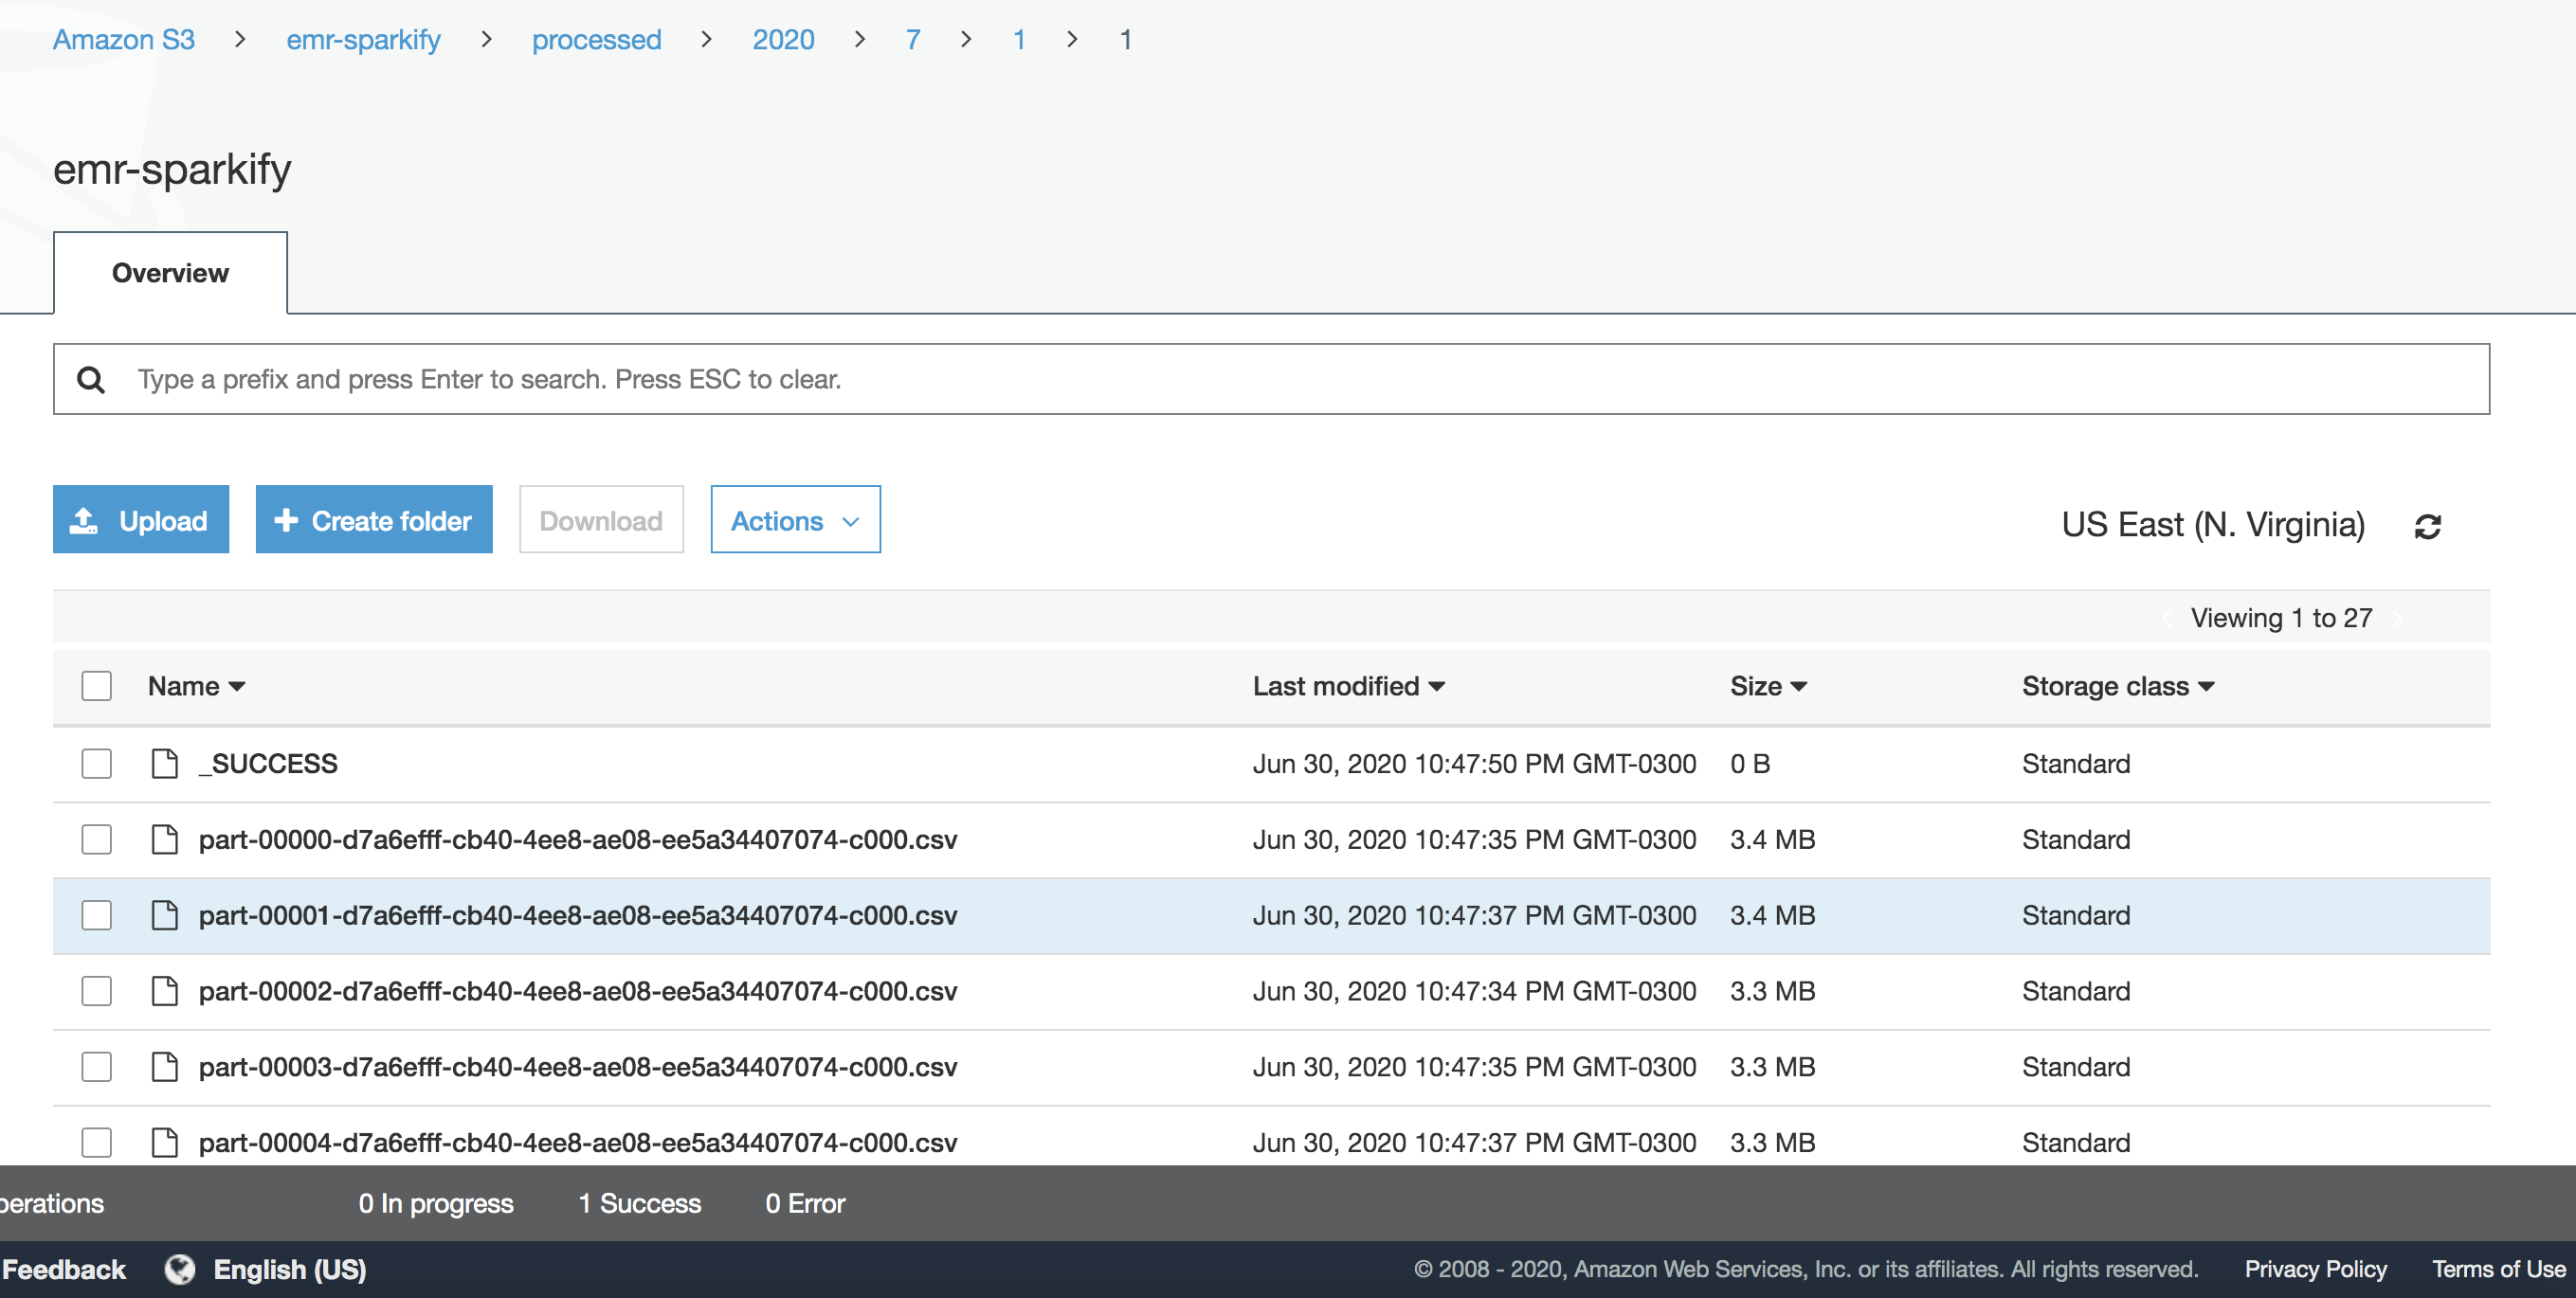 Amazon S3 > emr-sparkify > processed > 2020 > 7 > 1 > 1
emr-sparkify
Overview
Type a prefix and press Enter to search. Press ESC to clear.
Upload Create folder Download Actions US East (N. Virginia)
Viewing 1 to 27
Name Last modified Size Storage class
_SUCCESS Jun 30, 2020 10:47:50 PM GMT-0300 0 B Standard
part-00000-d7a6efff-cb40-4ee8-ae08-ee5a34407074-c000.csv Jun 30, 2020 10:47:35 PM GMT-0300 3.4 MB Standard
part-00001-d7a6efff-cb40-4ee8-ae08-ee5a34407074-c000.csv Jun 30, 2020 10:47:37 PM GMT-0300 3.4 MB Standard
part-00002-d7a6efff-cb40-4ee8-ae08-ee5a34407074-c000.csv Jun 30, 2020 10:47:34 PM GMT-0300 3.3 MB Standard
part-00003-d7a6efff-cb40-4ee8-ae08-ee5a34407074-c000.csv Jun 30, 2020 10:47:35 PM GMT-0300 3.3 MB Standard
part-00004-d7a6efff-cb40-4ee8-ae08-ee5a34407074-c000.csv Jun 30, 2020 10:47:37 PM GMT-0300 3.3 MB Standard
perations 0 In progress 1 Success 0 Error
Feedback English (US) © 2008 - 2020, Amazon Web Services, Inc. or its affiliates. All rights reserved. Privacy Policy Terms of Use